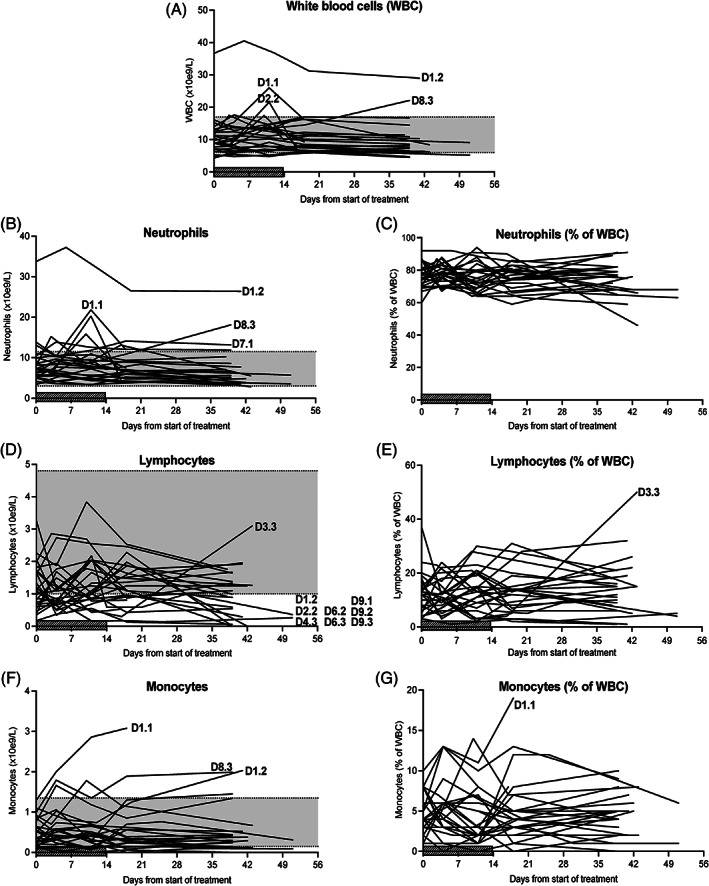 (A)
White blood cells (WBC)
50
40
30
20
10
0
WBC (x10e9/L)
D1.1
D2.2
D1.2
D8.3
0 7 14 21 28 35 42 49 56
Days from start of treatment
(B)
Neutrophils
40
30
20
10
0
Neutrophils (x10e9/L)
D1.1
D1.2
D8.3
D7.1
0 7 14 21 28 35 42 49 56
Days from start of treatment
(C)
Neutrophils (% of WBC)
100
80
60
40
20
0
Neutrophils (% of WBC)
0 7 14 21 28 35 42 49 56
Days from start of treatment
(D)
Lymphocytes
5
4
3
2
1
0
Lymphocytes (x10e9/L)
D3.3
D1.2 D9.1
D2.2 D6.2 D9.2
D4.3 D6.3 D9.3
0 7 14 21 28 35 42 49 56
Days from start of treatment
(E)
Lymphocytes (% of WBC)
60
40
20
0
Lymphocytes (% of WBC)
D3.3
0 7 14 21 28 35 42 49 56
Days from start of treatment
(F)
Monocytes
4
3
2
1
0
Monocytes (x10e9/L)
D1.1
D8.3
D1.2
0 7 14 21 28 35 42 49 56
Days from start of treatment
(G)
Monocytes (% of WBC)
20
15
10
5
0
Monocytes (% of WBC)
D1.1
0 7 14 21 28 35 42 49 56
Days from start of treatment